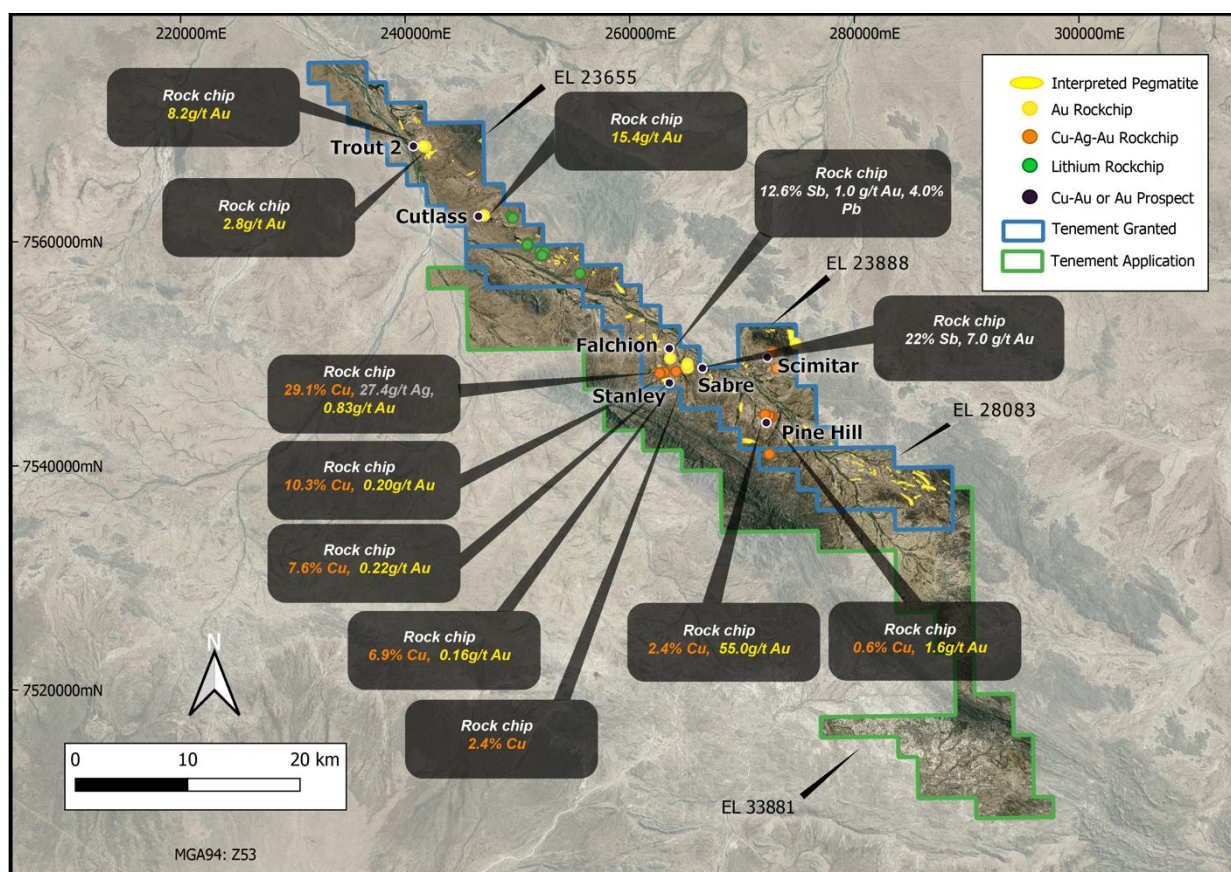 220000mE
240000mE
260000mE
280000mE
300000mE
7560000mN
7540000mN
7520000mN
Interpreted Pegmatite
Au Rockchip
Cu-Ag-Au Rockchip
Lithium Rockchip
Cu-Au or Au Prospect
Tenement Granted
Tenement Application
EL 23655
Rock chip
8.2g/t Au
Rock chip
15.4g/t Au
Trout 2
Rock chip
12.6% Sb, 1.0 g/t Au, 4.0%
Pb
Rock chip
2.8g/t Au
Cutlass
EL 23888
Rock chip
22% Sb, 7.0 g/t Au
Falchion
Scimitar
Sabre
Stanley
Rock chip
29.1% Cu, 27.4g/t Ag,
0.83g/t Au
EL 28083
Pine Hill
Rock chip
10.3% Cu, 0.20g/t Au
Rock chip
7.6% Cu, 0.22g/t Au
Rock chip
6.9% Cu, 0.16g/t Au
Rock chip
2.4% Cu, 55.0g/t Au
Rock chip
0.6% Cu, 1.6g/t Au
Rock chip
2.4% Cu
N
0 10 20 km
EL 33881
MGA94: Z53